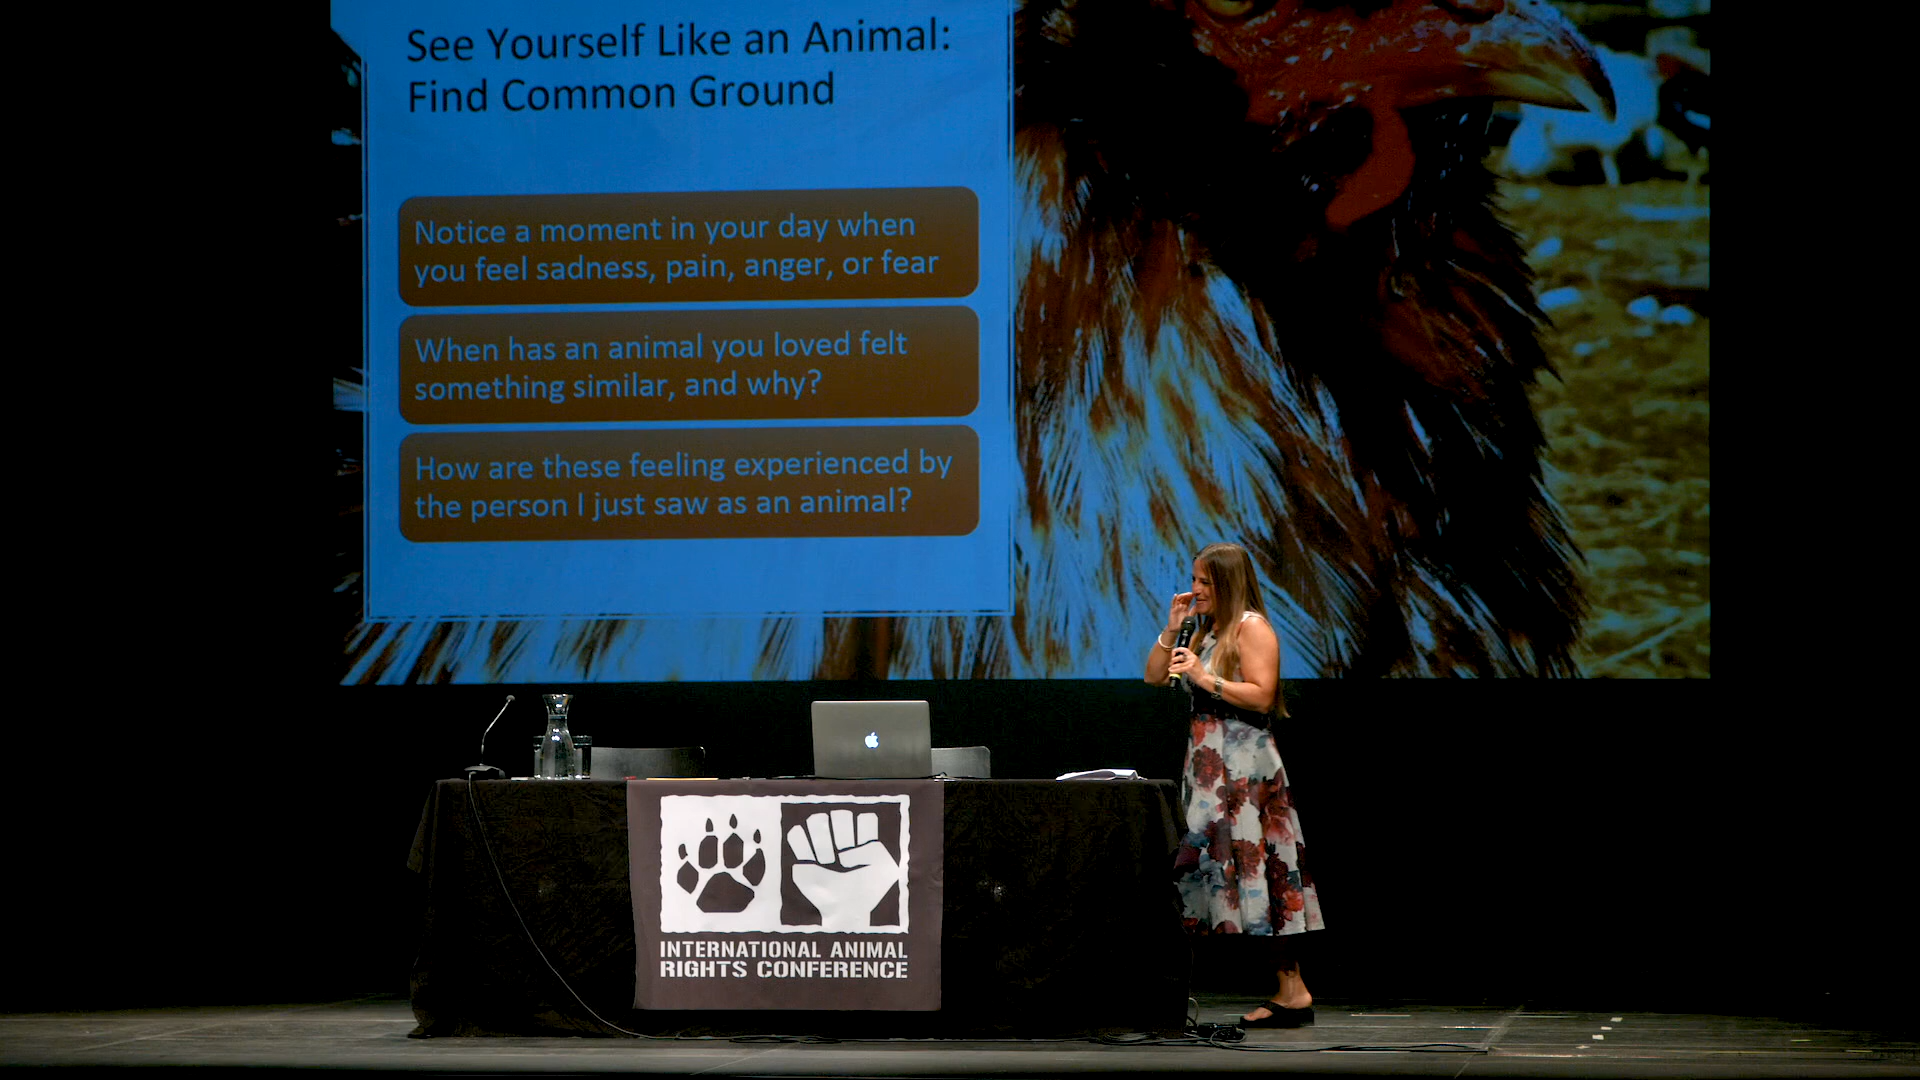 See Yourself Like an Animal:
Find Common Ground
Notice a moment in your day when
you feel sadness, pain, anger, or fear
When has an animal you loved felt
something similar, and why?
How are these feeling experienced by
the person I just saw as an animal?
INTERNATIONAL ANIMAL
RIGHTS CONFERENCE